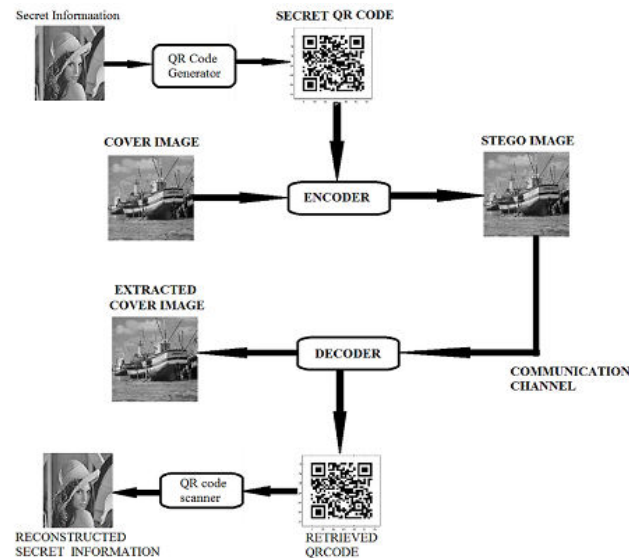 Secret Informaation
SECRET QR CODE
QR Code
Generator
COVER IMAGE
STEGO IMAGE
ENCODER
EXTRACTED
COVER IMAGE
DECODER
COMMUNICATION
CHANNEL
QR code
scanner
RECONSTRUCTED
SECRET INFORMATION
RETRIEVED
QRCODE